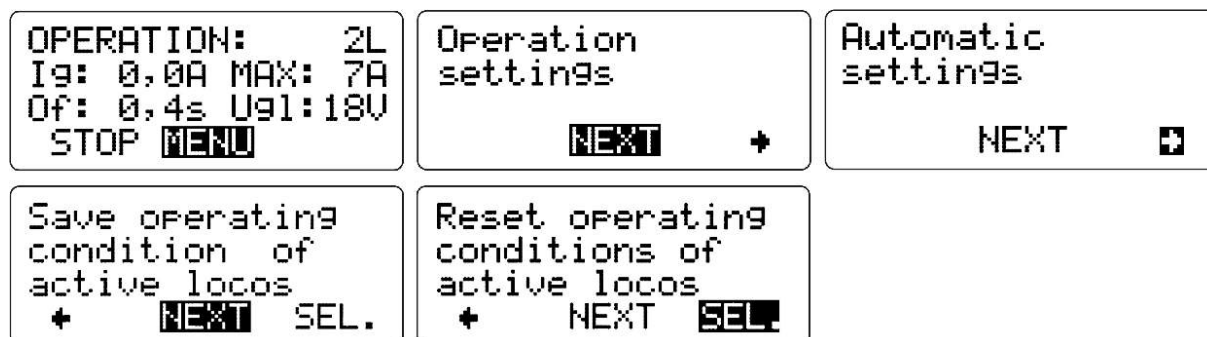 OPERATION: 2L
Ig: 0,0A MAX: 7A
Of: 0,4s Ugl:18V
STOP MENU
Operation
settings
NEXT →
Automatic
settings
NEXT →
Save operating
condition of
active locos
← NEXT SEL.
Reset operating
conditions of
active locos
← NEXT SEL.